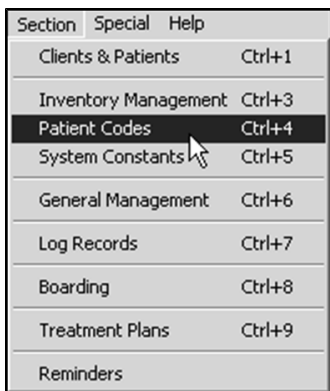 Section Special Help
Clients & Patients Ctrl+1
Inventory Management Ctrl+3
Patient Codes Ctrl+4
System Constants Ctrl+5
General Management Ctrl+6
Log Records Ctrl+7
Boarding Ctrl+8
Treatment Plans Ctrl+9
Reminders